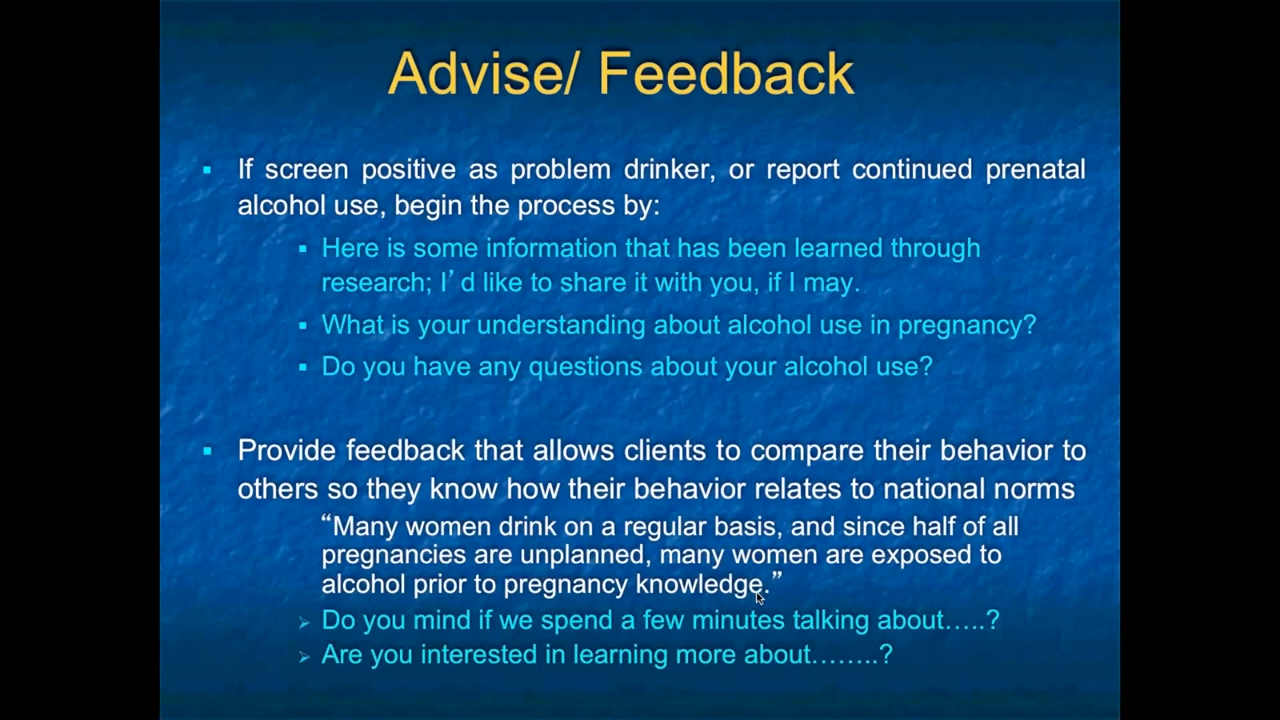 Advise/ Feedback
If screen positive as problem drinker, or report continued prenatal
alcohol use, begin the process by:
Here is some information that has been learned through
research; I’ d like to share it with you, if I may.
What is your understanding about alcohol use in pregnancy?
Do you have any questions about your alcohol use?
Provide feedback that allows clients to compare their behavior to
others so they know how their behavior relates to national norms
“Many women drink on a regular basis, and since half of all
pregnancies are unplanned, many women are exposed to
alcohol prior to pregnancy knowledge.”
Do you mind if we spend a few minutes talking about…..?
Are you interested in learning more about……..?